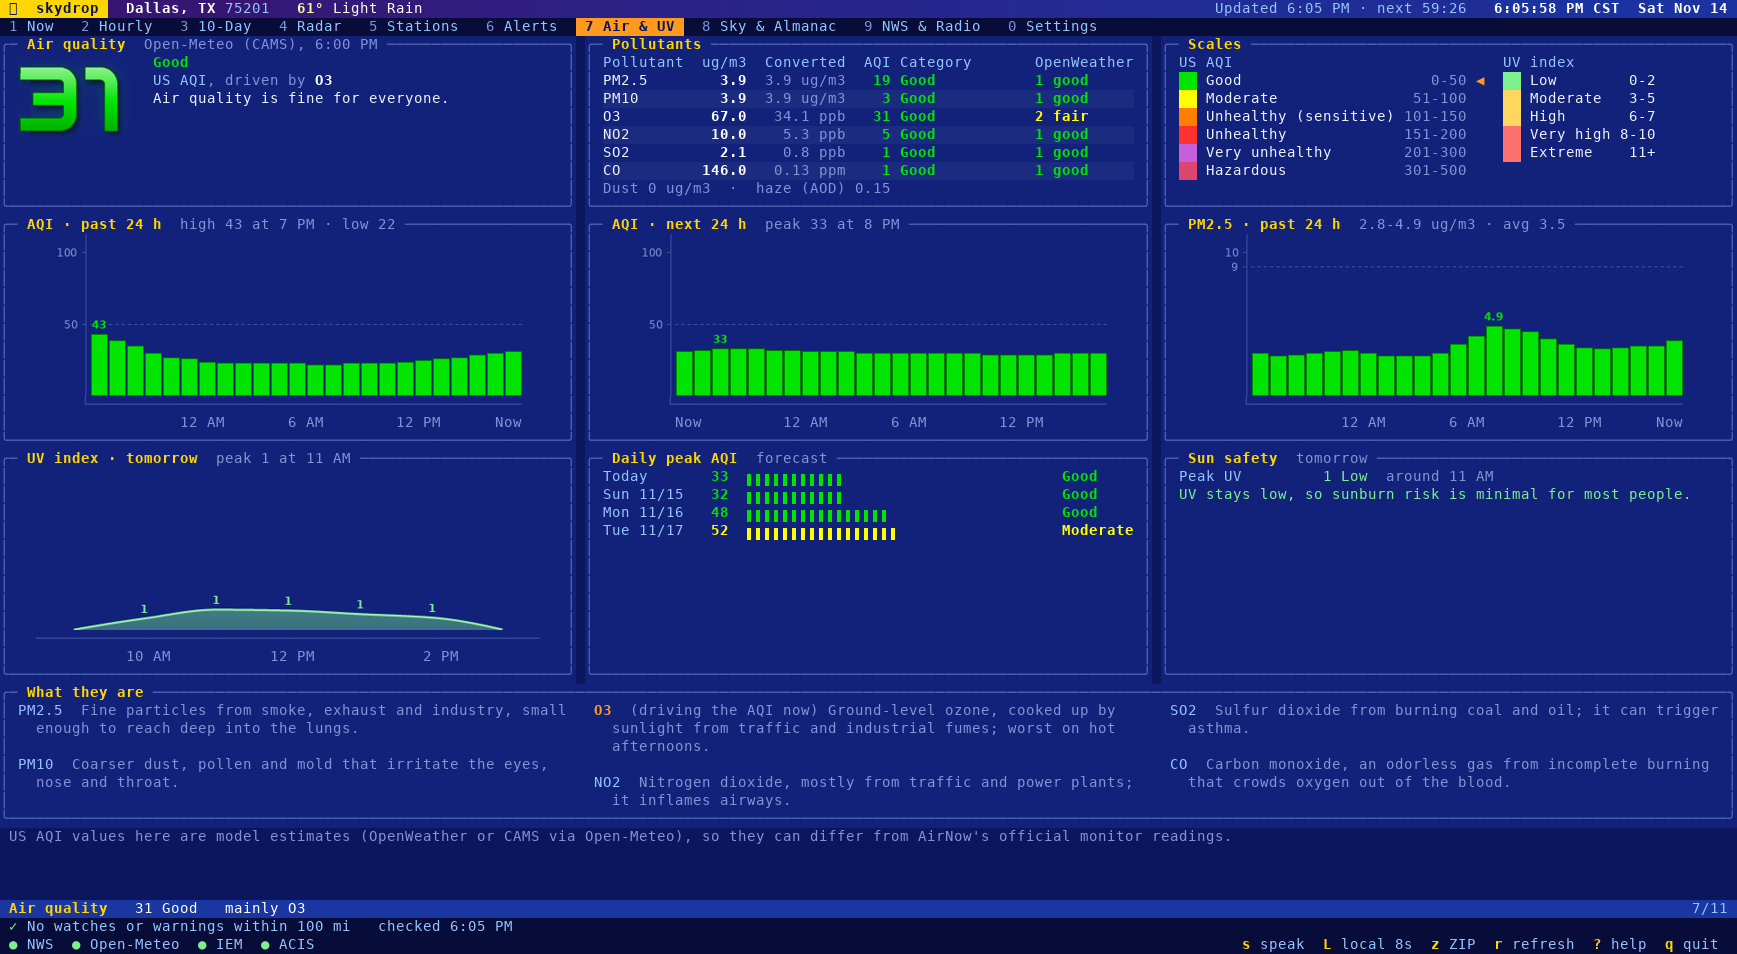 skydrop  Dallas, TX 75201  61° Light Rain  Updated 6:05 PM · next 59:26  6:05:58 PM CST  Sat Nov 14
1 Now  2 Hourly  3 10-Day  4 Radar  5 Stations  6 Alerts  7 Air & UV  8 Sky & Almanac  9 NWS & Radio  0 Settings
Air quality  Open-Meteo (CAMS), 6:00 PM
31
Good
US AQI, driven by O3
Air quality is fine for everyone.
Pollutants
Pollutant  ug/m3  Converted  AQI Category  OpenWeather
PM2.5  3.9  3.9 ug/m3  19 Good  1 good
PM10  3.9  3.9 ug/m3  3 Good  1 good
O3  67.0  34.1 ppb  31 Good  2 fair
NO2  10.0  5.3 ppb  5 Good  1 good
SO2  2.1  0.8 ppb  1 Good  1 good
CO  146.0  0.13 ppm  1 Good  1 good
Dust 0 ug/m3  ·  haze (AOD) 0.15
Scales
US AQI  UV index
Good  0-50 ◀  Low  0-2
Moderate  51-100  Moderate  3-5
Unhealthy (sensitive) 101-150  High  6-7
Unhealthy  151-200  Very high 8-10
Very unhealthy  201-300  Extreme  11+
Hazardous  301-500
AQI · past 24 h  high 43 at 7 PM · low 22
100
50
43
12 AM  6 AM  12 PM  Now
AQI · next 24 h  peak 33 at 8 PM
100
50
33
Now  12 AM  6 AM  12 PM
PM2.5 · past 24 h  2.8-4.9 ug/m3 · avg 3.5
10
9
4.9
12 AM  6 AM  12 PM  Now
UV index · tomorrow  peak 1 at 11 AM
1  1  1  1  1
10 AM  12 PM  2 PM
Daily peak AQI  forecast
Today  33  Good
Sun 11/15  32  Good
Mon 11/16  48  Good
Tue 11/17  52  Moderate
Sun safety  tomorrow
Peak UV  1 Low  around 11 AM
UV stays low, so sunburn risk is minimal for most people.
What they are
PM2.5  Fine particles from smoke, exhaust and industry, small
enough to reach deep into the lungs.
PM10  Coarser dust, pollen and mold that irritate the eyes,
nose and throat.
O3  (driving the AQI now) Ground-level ozone, cooked up by
sunlight from traffic and industrial fumes; worst on hot
afternoons.
NO2  Nitrogen dioxide, mostly from traffic and power plants;
it inflames airways.
SO2  Sulfur dioxide from burning coal and oil; it can trigger
asthma.
CO  Carbon monoxide, an odorless gas from incomplete burning
that crowds oxygen out of the blood.
US AQI values here are model estimates (OpenWeather or CAMS via Open-Meteo), so they can differ from AirNow's official monitor readings.
Air quality  31 Good  mainly O3  7/11
✓ No watches or warnings within 100 mi  checked 6:05 PM
● NWS  ● Open-Meteo  ● IEM  ● ACIS  s speak  L local 8s  z ZIP  r refresh  ? help  q quit